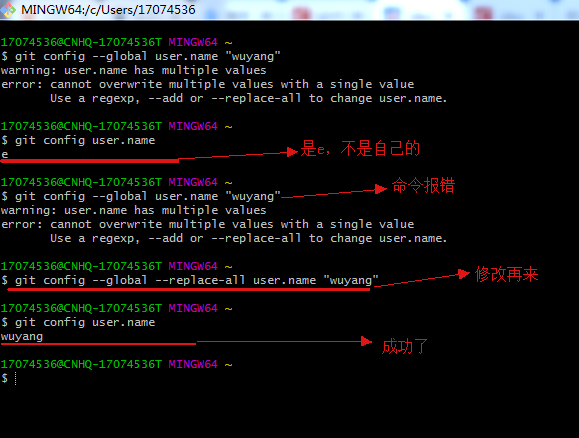 MINGW64:/c/Users/17074536
17074536@CNHQ-17074536T MINGW64 ~
$ git config --global user.name "wuyang"
warning: user.name has multiple values
error: cannot overwrite multiple values with a single value
Use a regexp, --add or --replace-all to change user.name.
17074536@CNHQ-17074536T MINGW64 ~
$ git config user.name
e
是e，不是自己的
17074536@CNHQ-17074536T MINGW64 ~
$ git config --global user.name "wuyang"
命令报错
warning: user.name has multiple values
error: cannot overwrite multiple values with a single value
Use a regexp, --add or --replace-all to change user.name.
17074536@CNHQ-17074536T MINGW64 ~
$ git config --global --replace-all user.name "wuyang"
修改再来
17074536@CNHQ-17074536T MINGW64 ~
$ git config user.name
wuyang
成功了
17074536@CNHQ-17074536T MINGW64 ~
$